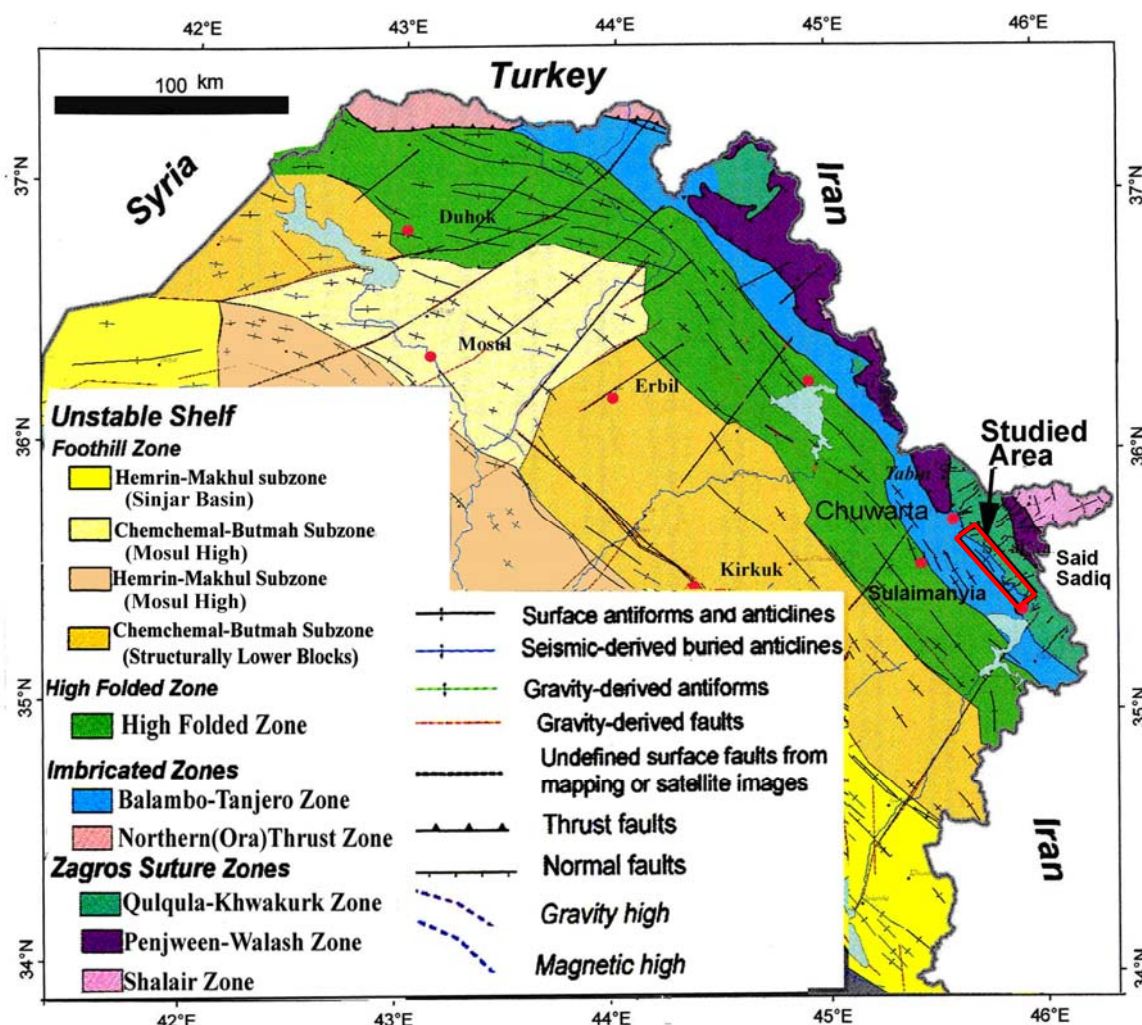 42°E
43°E
44°E
45°E
46°E
100 km
Turkey
Syria
Iran
37°N
37°N
Duhok
Mosul
Erbil
36°N
36°N
Studied
Area
Tabin
Chuwarta
Said
Sadiq
Kirkuk
Sulaimanyia
Unstable Shelf
Foothill Zone
Hemrin-Makhul subzone
(Sinjar Basin)
Chemchemal-Butmah Subzone
(Mosul High)
Hemrin-Makhul Subzone
(Mosul High)
Chemchemal-Butmah Subzone
(Structurally Lower Blocks)
High Folded Zone
High Folded Zone
Imbricated Zones
Balambo-Tanjero Zone
Northern(Ora)Thrust Zone
Zagros Suture Zones
Qulqula-Khwakurk Zone
Penjween-Walash Zone
Shalair Zone
Surface antiforms and anticlines
Seismic-derived buried anticlines
Gravity-derived antiforms
Gravity-derived faults
Undefined surface faults from
mapping or satellite images
Thrust faults
Normal faults
Gravity high
Magnetic high
35°N
35°N
Iran
34°N
34°N
42°E
43°E
44°E
45°E
46°E